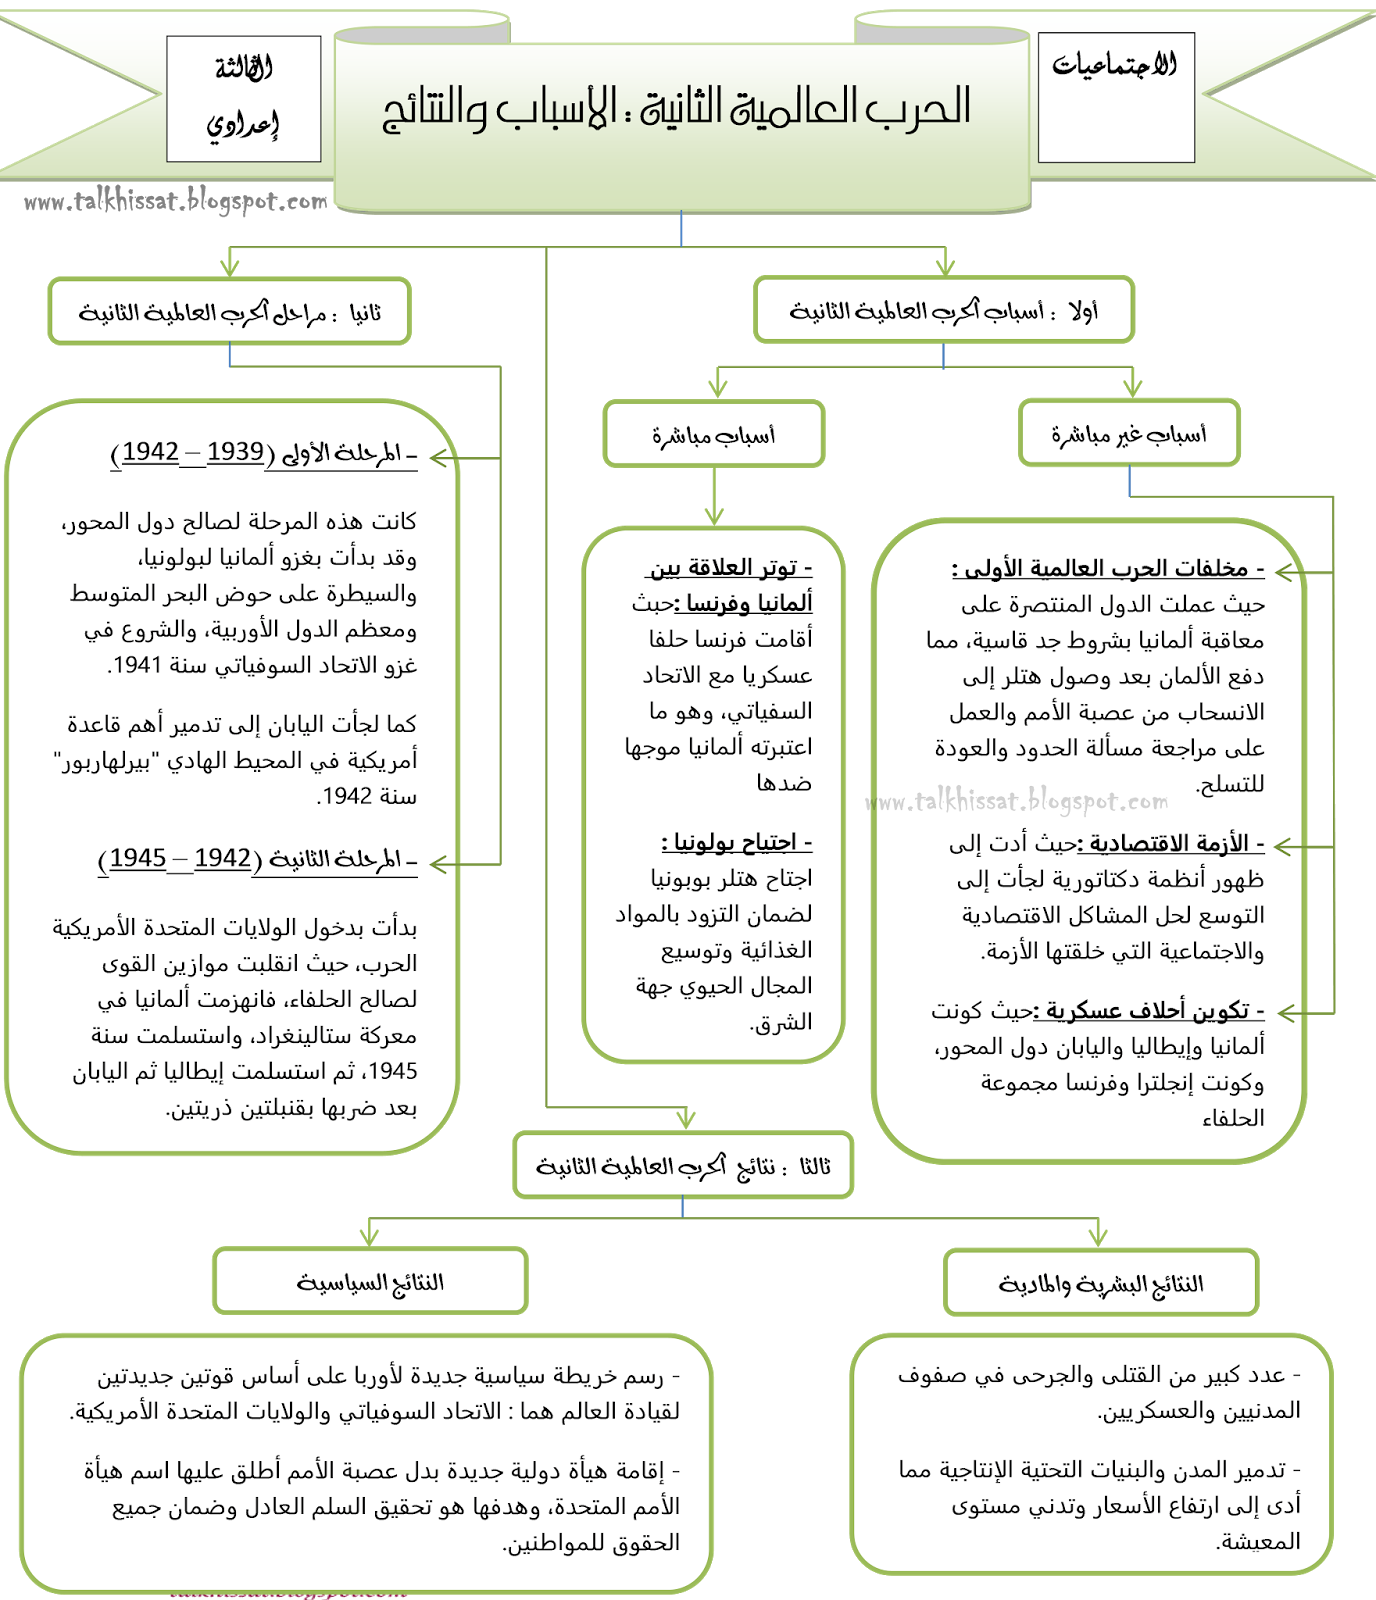 الاجتماعيات
الحرب العالمية الثانية : الأسباب والنتائج
الثالثة
إعدادي
www.talkhissat.blogspot.com
أولا : أسباب الحرب العالمية الثانية
أسباب غير مباشرة
- مخلفات الحرب العالمية الأولى :
حيث عملت الدول المنتصرة على
معاقبة ألمانيا بشروط جد قاسية، مما
دفع الألمان بعد وصول هتلر إلى
الانسحاب من عصبة الأمم والعمل
على مراجعة مسألة الحدود والعودة
للتسلح.
www.talkhissat.blogspot.com
- الأزمة الاقتصادية :حيث أدت إلى
ظهور أنظمة دكتاتورية لجأت إلى
التوسع لحل المشاكل الاقتصادية
والاجتماعية التي خلقتها الأزمة.
- تكوين أحلاف عسكرية :حيث كونت
ألمانيا وإيطاليا واليابان دول المحور،
وكونت إنجلترا وفرنسا مجموعة
الحلفاء
أسباب مباشرة
- توتر العلاقة بين
ألمانيا وفرنسا :حبث
أقامت فرنسا حلفا
عسكريا مع الاتحاد
السفياتي، وهو ما
اعتبرته ألمانيا موجها
ضدها
- اجتياح بولونيا :
اجتاح هتلر بوبونيا
لضمان التزود بالمواد
الغذائية وتوسيع
المجال الحيوي جهة
الشرق.
ثانيا : مراحل الحرب العالمية الثانية
- المرحلة الأولى (1939 – 1942)
كانت هذه المرحلة لصالح دول المحور،
وقد بدأت بغزو ألمانيا لبولونيا،
والسيطرة على حوض البحر المتوسط
ومعظم الدول الأوربية، والشروع في
غزو الاتحاد السوفياتي سنة 1941.
كما لجأت اليابان إلى تدمير أهم قاعدة
أمريكية في المحيط الهادي "بيرلهاربور"
سنة 1942.
- المرحلة الثانية (1942 – 1945)
بدأت بدخول الولايات المتحدة الأمريكية
الحرب، حيث انقلبت موازين القوى
لصالح الحلفاء، فانهزمت ألمانيا في
معركة ستالينغراد، واستسلمت سنة
1945، ثم استسلمت إيطاليا ثم اليابان
بعد ضربها بقنبلتين ذريتين.
ثالثا : نتائج الحرب العالمية الثانية
النتائج البشرية والمادية
- عدد كبير من القتلى والجرحى في صفوف
المدنيين والعسكريين.
- تدمير المدن والبنيات التحتية الإنتاجية مما
أدى إلى ارتفاع الأسعار وتدني مستوى
المعيشة.
النتائج السياسية
- رسم خريطة سياسية جديدة لأوربا على أساس قوتين جديدتين
لقيادة العالم هما : الاتحاد السوفياتي والولايات المتحدة الأمريكية.
- إقامة هيأة دولية جديدة بدل عصبة الأمم أطلق عليها اسم هيأة
الأمم المتحدة، وهدفها هو تحقيق السلم العادل وضمان جميع
الحقوق للمواطنين.
talkhissat.blogspot.com